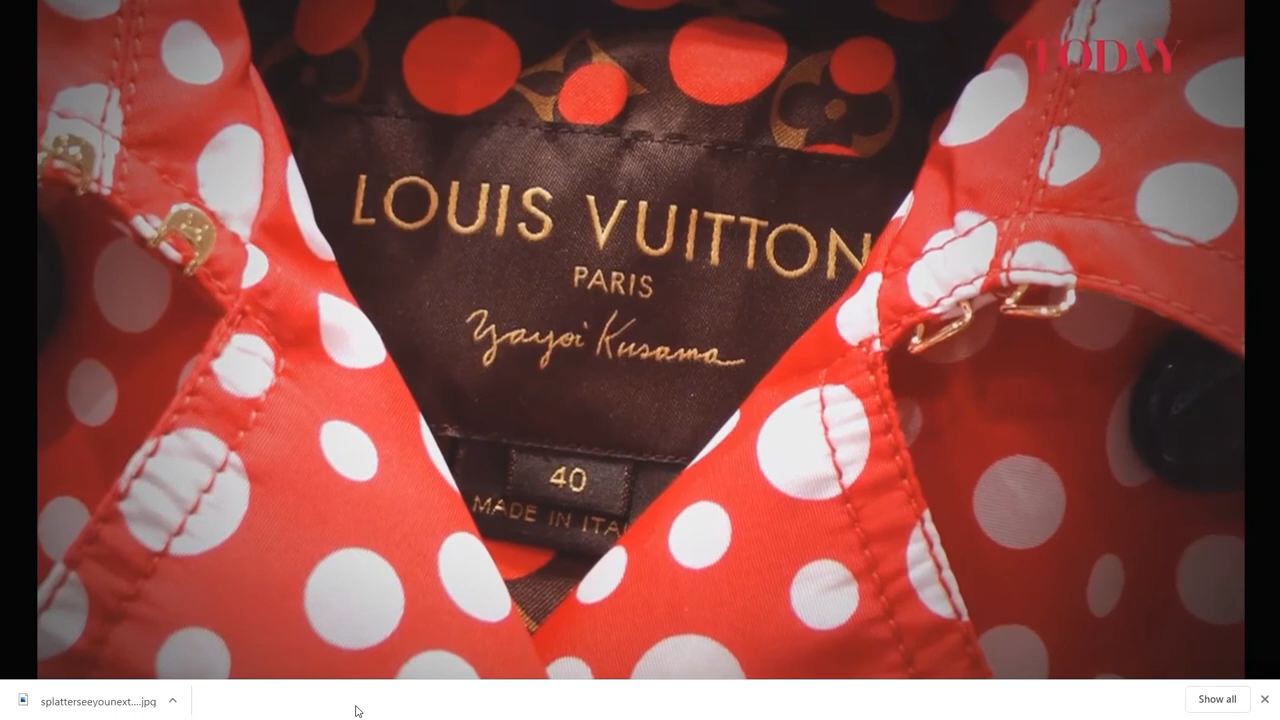 TODAY
LOUIS VUITTON
PARIS
Yayoi Kusama
40
MADE IN ITA
splatterseeyounext....jpg
Show all